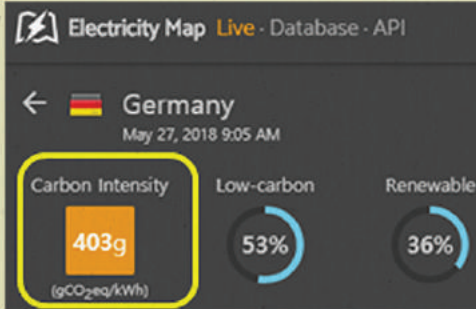 Electricity Map Live · Database · API
← Germany
May 27, 2018 9:05 AM
Carbon Intensity Low-carbon Renewable
403g 53% 36%
(gCO₂eq/kWh)